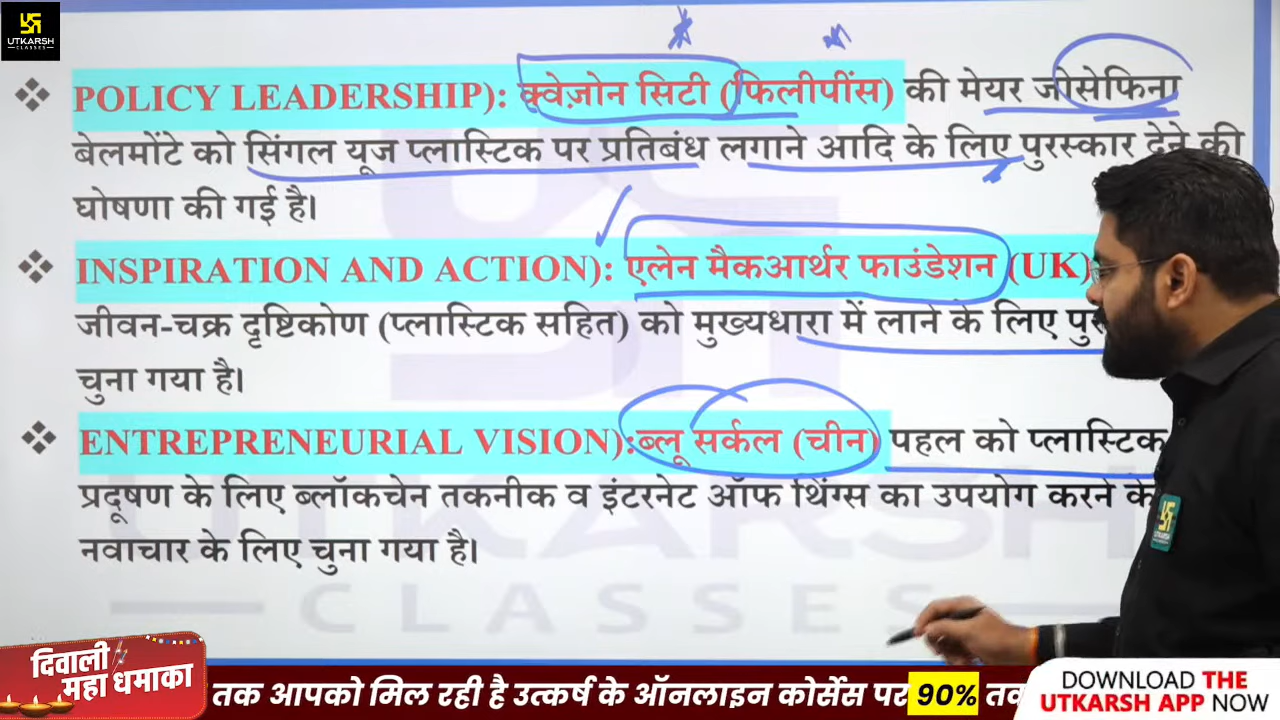 UTKARSH
CLASSES
POLICY LEADERSHIP): क्वेज़ोन सिटी (फिलीपींस) की मेयर जोसेफिना
बेलमोंटे को सिंगल यूज प्लास्टिक पर प्रतिबंध लगाने आदि के लिए पुरस्कार देने की
घोषणा की गई है।
INSPIRATION AND ACTION): एलेन मैकआर्थर फाउंडेशन (UK)
जीवन-चक्र दृष्टिकोण (प्लास्टिक सहित) को मुख्यधारा में लाने के लिए
चुना गया है।
ENTREPRENEURIAL VISION):ब्लू सर्कल (चीन) पहल को प्लास्टिक
प्रदूषण के लिए ब्लॉकचेन तकनीक व इंटरनेट ऑफ थिंग्स का उपयोग करने के
नवाचार के लिए चुना गया है।
UTKARSH
CLASSES
दिवाली
महा धमाका
तक आपको मिल रही है उत्कर्ष के ऑनलाइन कोर्सेस पर 90% तक
DOWNLOAD THE
UTKARSH APP NOW